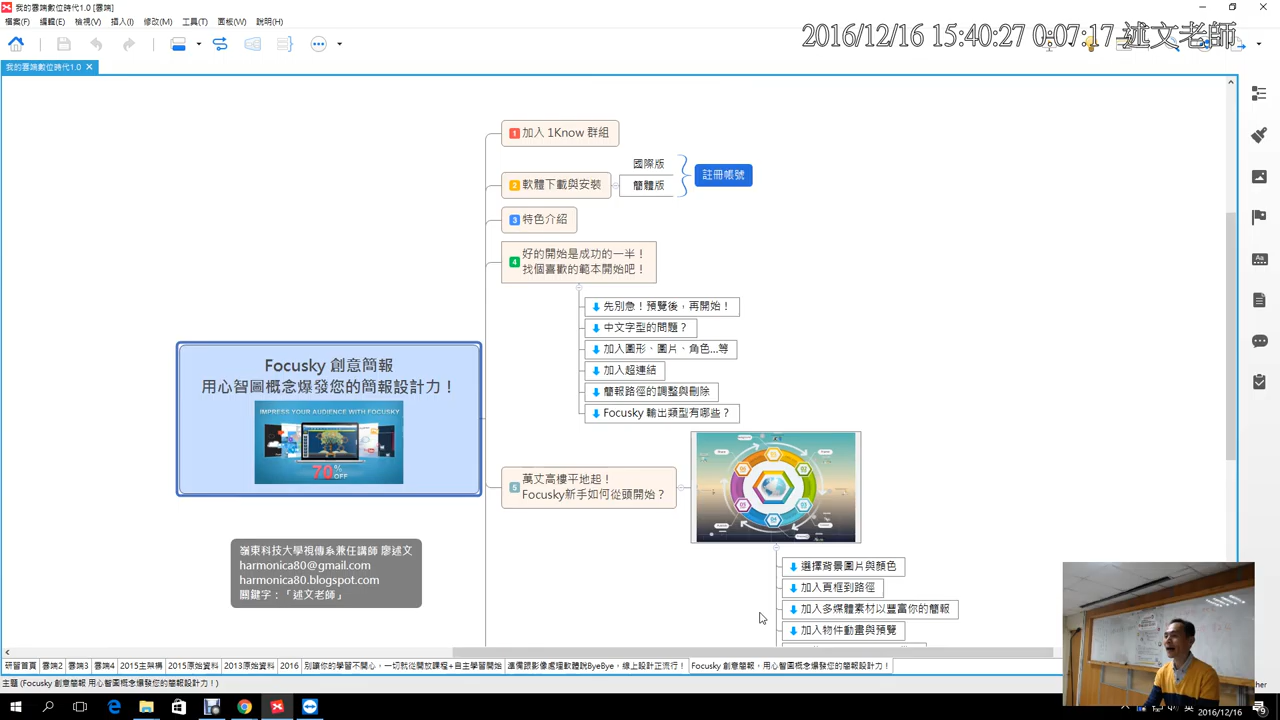 我的雲端數位時代1.0 [雲端]
檔案(F) 編輯(E) 檢視(V) 插入(I) 修改(M) 工具(T) 面板(W) 說明(H)
2016/12/16 15:40:27 0:07:17 述文老師
我的雲端數位時代1.0
1 加入 1Know 群組
國際版
2 軟體下載與安裝
簡體版
註冊帳號
3 特色介紹
4 好的開始是成功的一半！
找個喜歡的範本開始吧！
先別急！預覽後，再開始！
中文字型的問題？
加入圖形、圖片、角色...等
加入超連結
簡報路徑的調整與刪除
Focusky 輸出類型有哪些？
Focusky 創意簡報
用心智圖概念爆發您的簡報設計力！
IMPRESS YOUR AUDIENCE WITH FOCUSKY
70%
OFF
5 萬丈高樓平地起！
Focusky新手如何從頭開始？
選擇背景圖片與顏色
加入頁框到路徑
加入多媒體素材以豐富你的簡報
加入物件動畫與預覽
嶺東科技大學視傳系兼任講師 廖述文
harmonica80@gmail.com
harmonica80.blogspot.com
關鍵字：「述文老師」
研習首頁 雲端2 雲端3 雲端4 2015主架構 2015原始資料 2013原始資料 2016 別讓你的學習不開心，一切就從開放課程+自主學習開始 準備跟影像處理軟體說ByeBye，線上設計正流行！ Focusky 創意簡報，用心智圖概念爆發您的簡報設計力！
主題 (Focusky 創意簡報 用心智圖概念爆發您的簡報設計力！)
2016/12/16